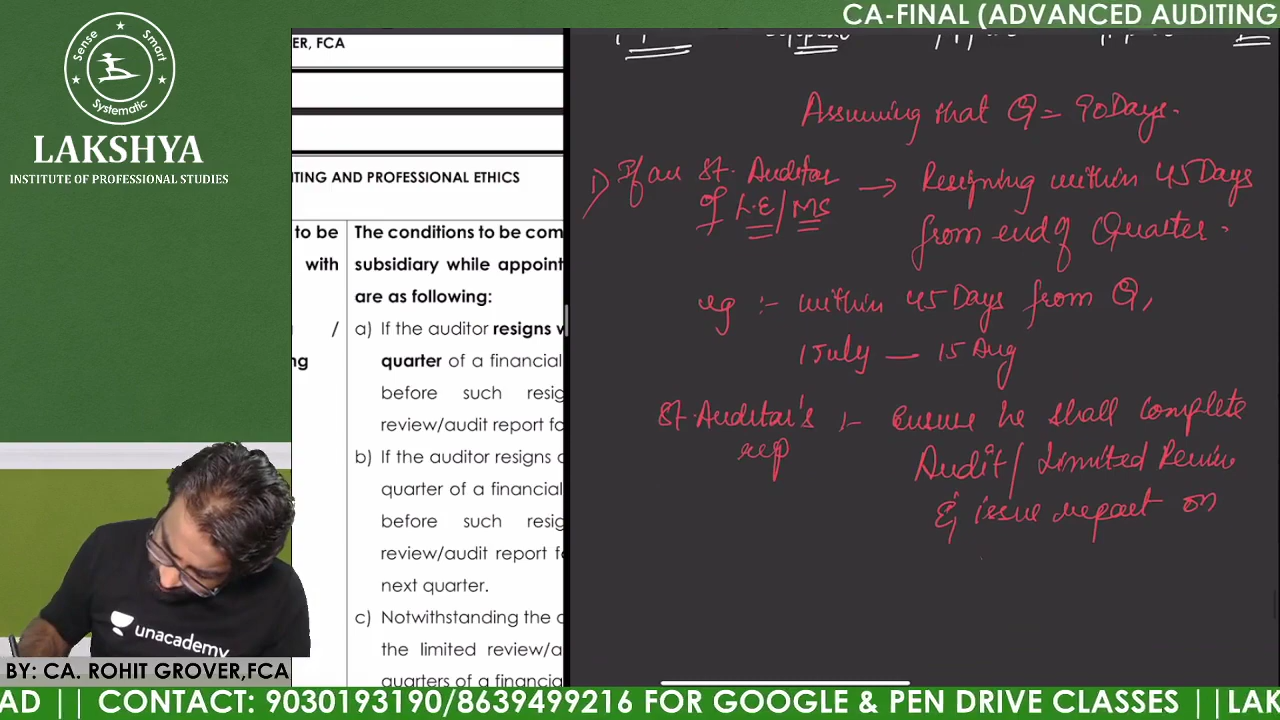 CA-FINAL (ADVANCED AUDITING
Sense
Smart
Systematic
LAKSHYA
INSTITUTE OF PROFESSIONAL STUDIES
ER, FCA
TING AND PROFESSIONAL ETHICS
to be
with
/
ng
The conditions to be com
subsidiary while appoint
are as following:
a) If the auditor resigns w
quarter of a financial
before such resig
review/audit report fo
b) If the auditor resigns a
quarter of a financial
before such resig
review/audit report fo
next quarter.
c) Notwithstanding the a
the limited review/a
quarters of a financia
Assuming that Q = 90 Days.
1) If an St. Auditor → Resigning within 45 Days
of L.E/MS from end of Quarter.
eg :- within 45 Days from Q1
1 July — 15 Aug
St. Auditor's :- Ensure he shall complete
rep Audit/ Limited Review
& issue report on
unacademy
BY: CA. ROHIT GROVER,FCA
AD || CONTACT: 9030193190/8639499216 FOR GOOGLE & PEN DRIVE CLASSES ||LAK